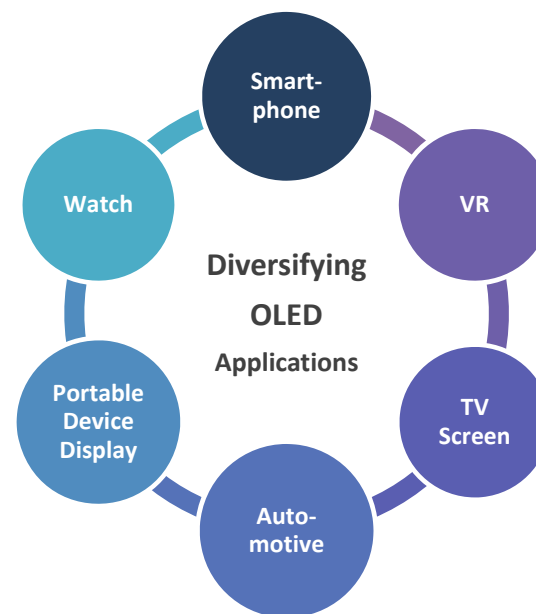 Smart-
phone
VR
TV
Screen
Auto-
motive
Portable
Device
Display
Watch
Diversifying
OLED
Applications